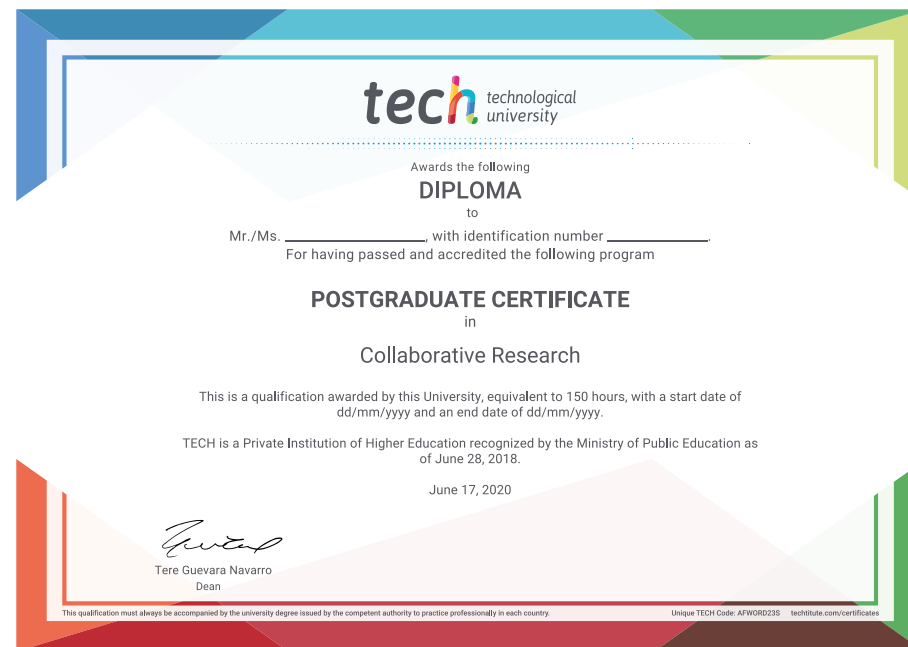 tech technological
university
Awards the following
DIPLOMA
to
Mr./Ms. ____________, with identification number _________.
For having passed and accredited the following program
POSTGRADUATE CERTIFICATE
in
Collaborative Research
This is a qualification awarded by this University, equivalent to 150 hours, with a start date of
dd/mm/yyyy and an end date of dd/mm/yyyy.
TECH is a Private Institution of Higher Education recognized by the Ministry of Public Education as
of June 28, 2018.
June 17, 2020
Tere Guevara Navarro
Dean
This qualification must always be accompanied by the university degree issued by the competent authority to practice professionally in each country.
Unique TECH Code: AFWORD23S techtitute.com/certificates